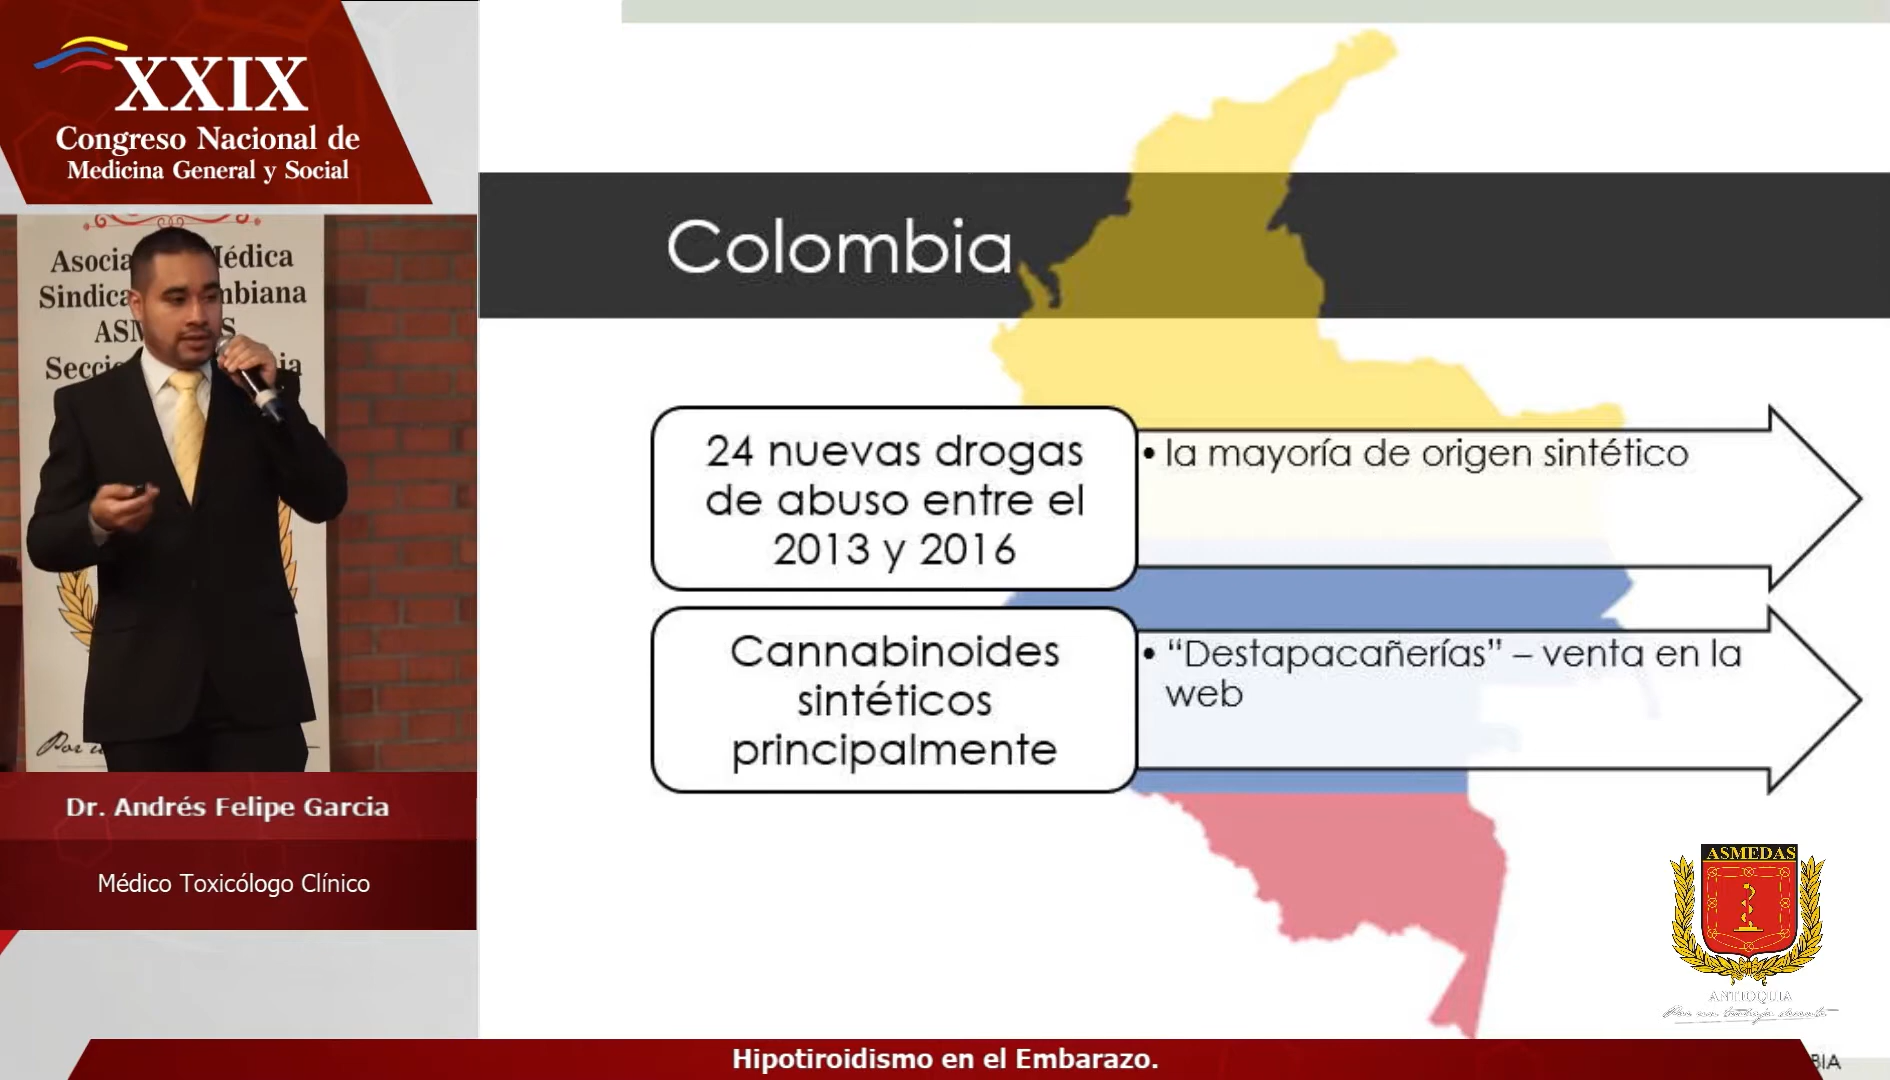 XXIX
Congreso Nacional de
Medicina General y Social
Colombia
24 nuevas drogas
de abuso entre el
2013 y 2016
• la mayoría de origen sintético
Cannabinoides
sintéticos
principalmente
• “Destapacañerías” – venta en la
web
Dr. Andrés Felipe Garcia
Médico Toxicólogo Clínico
ASMEDAS
ANTIOQUIA
Hipotiroidismo en el Embarazo.